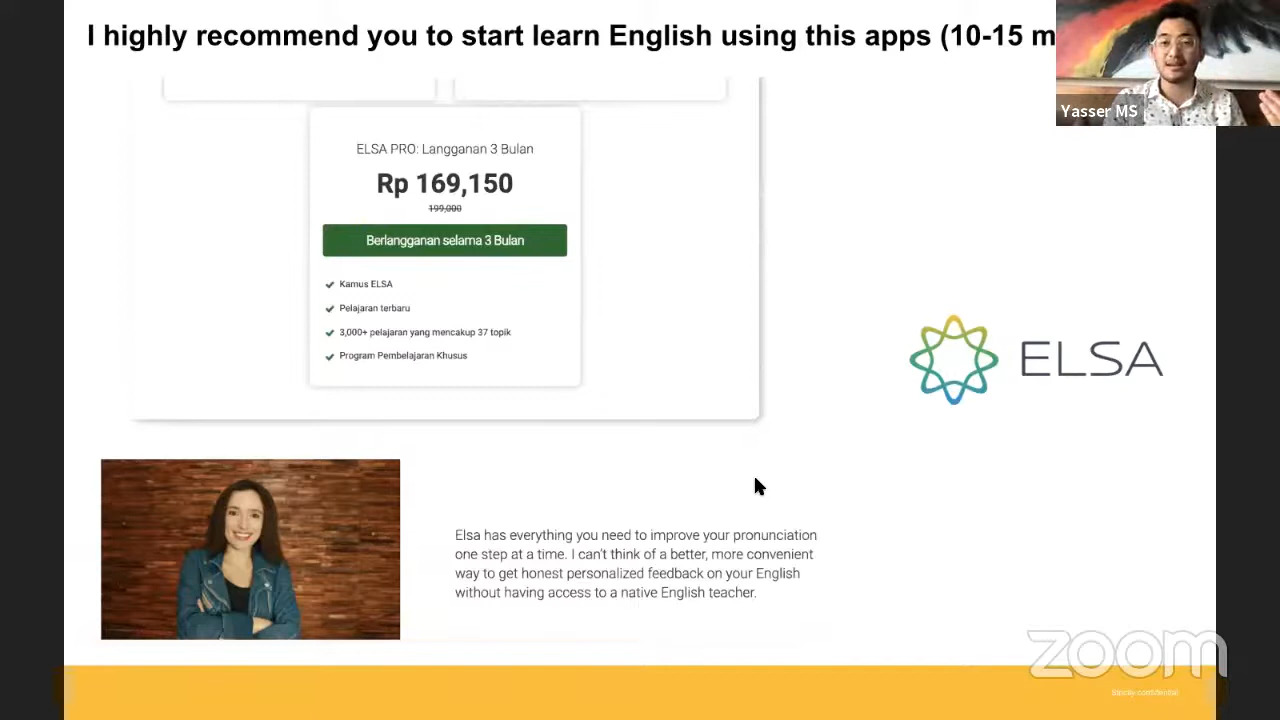 I highly recommend you to start learn English using this apps (10-15 m
Yasser MS
ELSA PRO: Langganan 3 Bulan
Rp 169,150
199,000
Berlangganan selama 3 Bulan
Kamus ELSA
Pelajaran terbaru
3,000+ pelajaran yang mencakup 37 topik
Program Pembelajaran Khusus
ELSA
Elsa has everything you need to improve your pronunciation
one step at a time. I can't think of a better, more convenient
way to get honest personalized feedback on your English
without having access to a native English teacher.
zoom
Strictly confidential